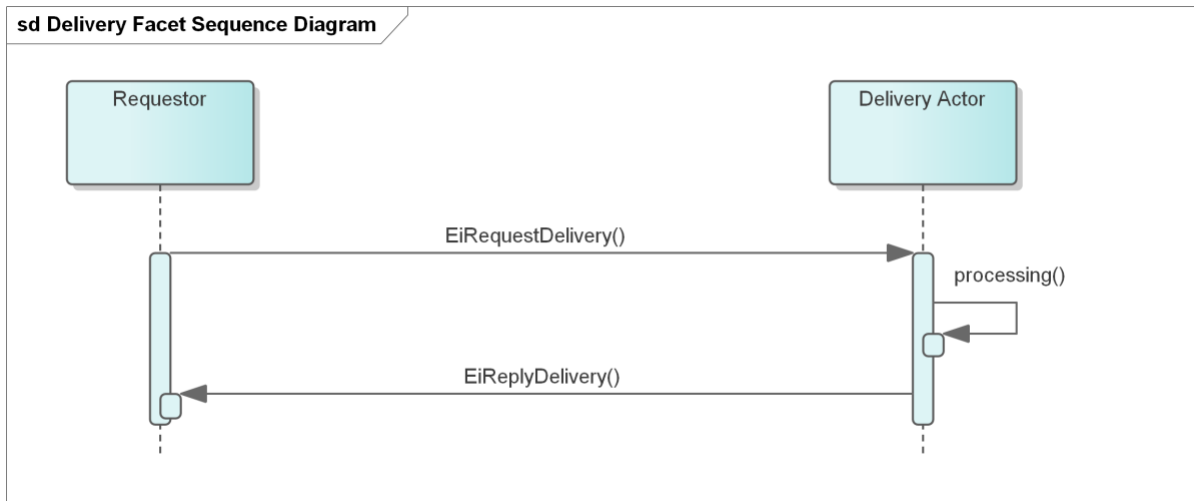 sd Delivery Facet Sequence Diagram
Requestor
Delivery Actor
EiRequestDelivery()
processing()
EiReplyDelivery()